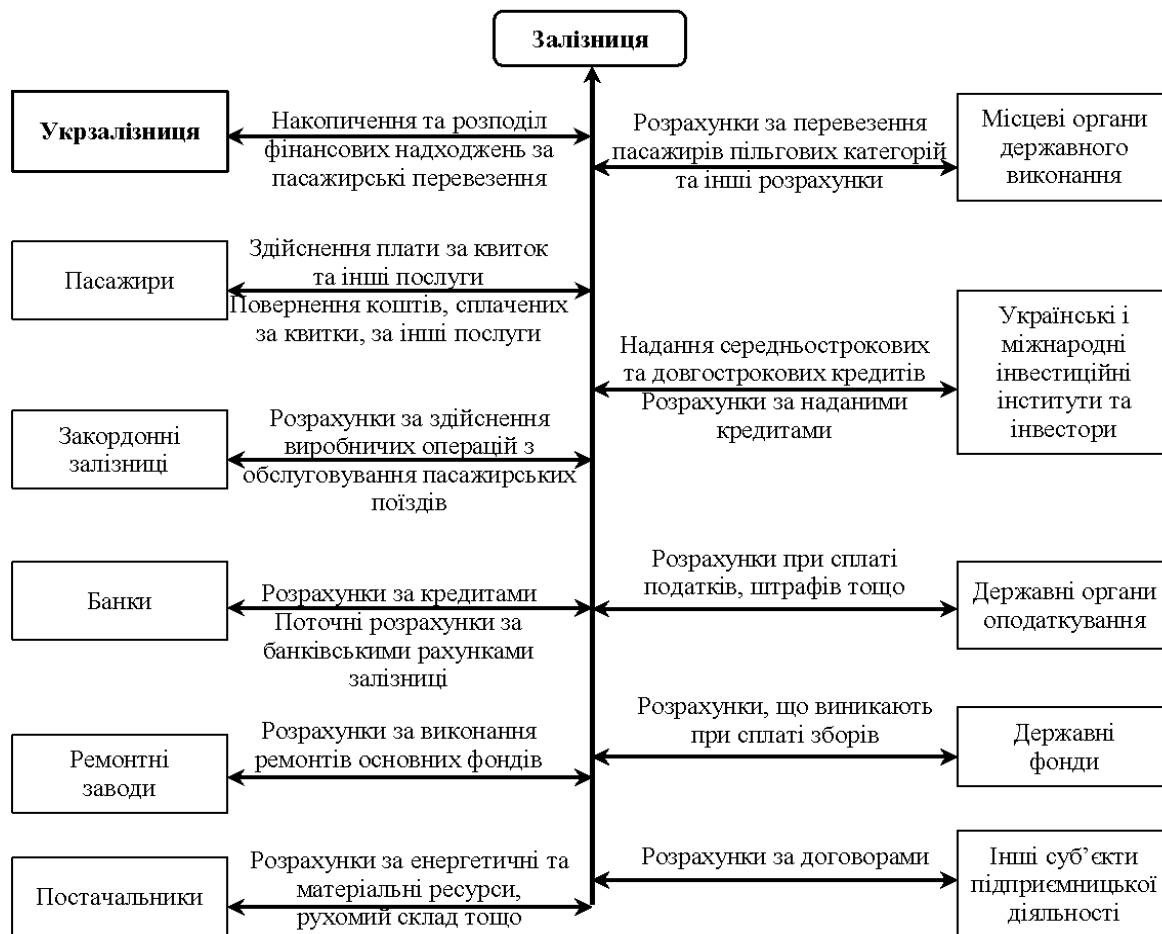 Залізниця
Укрзалізниця
Накопичення та розподіл
фінансових надходжень за
пасажирські перевезення
Розрахунки за перевезення
пасажирів пільгових категорій
та інші розрахунки
Місцеві органи
державного
виконання
Пасажири
Здійснення плати за квиток
та інші послуги
Повернення коштів, сплачених
за квитки, за інші послуги
Надання середньострокових
та довгострокових кредитів
Розрахунки за наданими
кредитами
Українські і
міжнародні
інвестиційні
інститути та
інвестори
Закордонні
залізниці
Розрахунки за здійснення
виробничих операцій з
обслуговування пасажирських
поїздів
Банки
Розрахунки за кредитами
Поточні розрахунки за
банківськими рахунками
залізниці
Розрахунки при сплаті
податків, штрафів тощо
Державні органи
оподаткування
Ремонтні
заводи
Розрахунки за виконання
ремонтів основних фондів
Розрахунки, що виникають
при сплаті зборів
Державні
фонди
Постачальники
Розрахунки за енергетичні та
матеріальні ресурси,
рухомий склад тощо
Розрахунки за договорами
Інші суб’єкти
підприємницької
діяльності